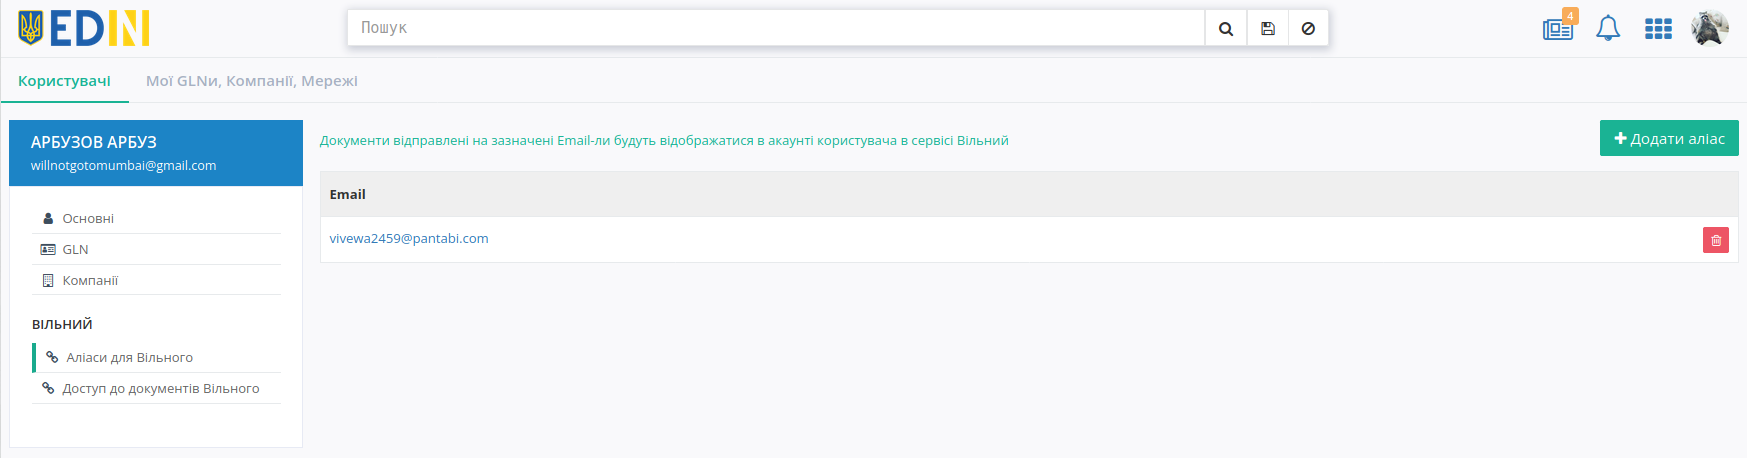 EDIN
Пошук
4
Користувачі
Мої GLNи, Компанії, Мережі
АРБУЗОВ АРБУЗ
willnotgotomumbai@gmail.com
Основні
GLN
Компанії
ВІЛЬНИЙ
Аліаси для Вільного
Доступ до документів Вільного
Документи відправлені на зазначені Email-ли будуть відображатися в акаунті користувача в сервісі Вільний
Додати аліас
Email
vivewa2459@pantabi.com